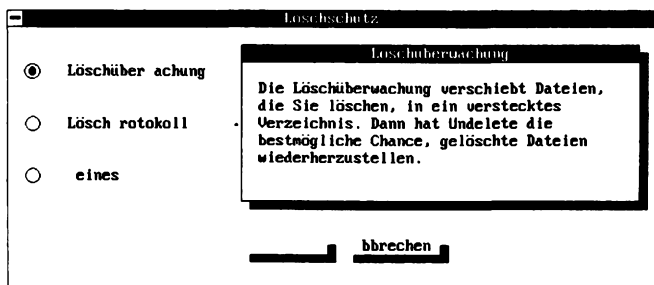 Löschschutz
Löschüberwachung
Löschüber achung
Die Löschüberwachung verschiebt Dateien,
die Sie löschen, in ein verstecktes
Verzeichnis. Dann hat Undelete die
bestmögliche Chance, gelöschte Dateien
wiederherzustellen.
Lösch rotokoll
eines
bbrechen